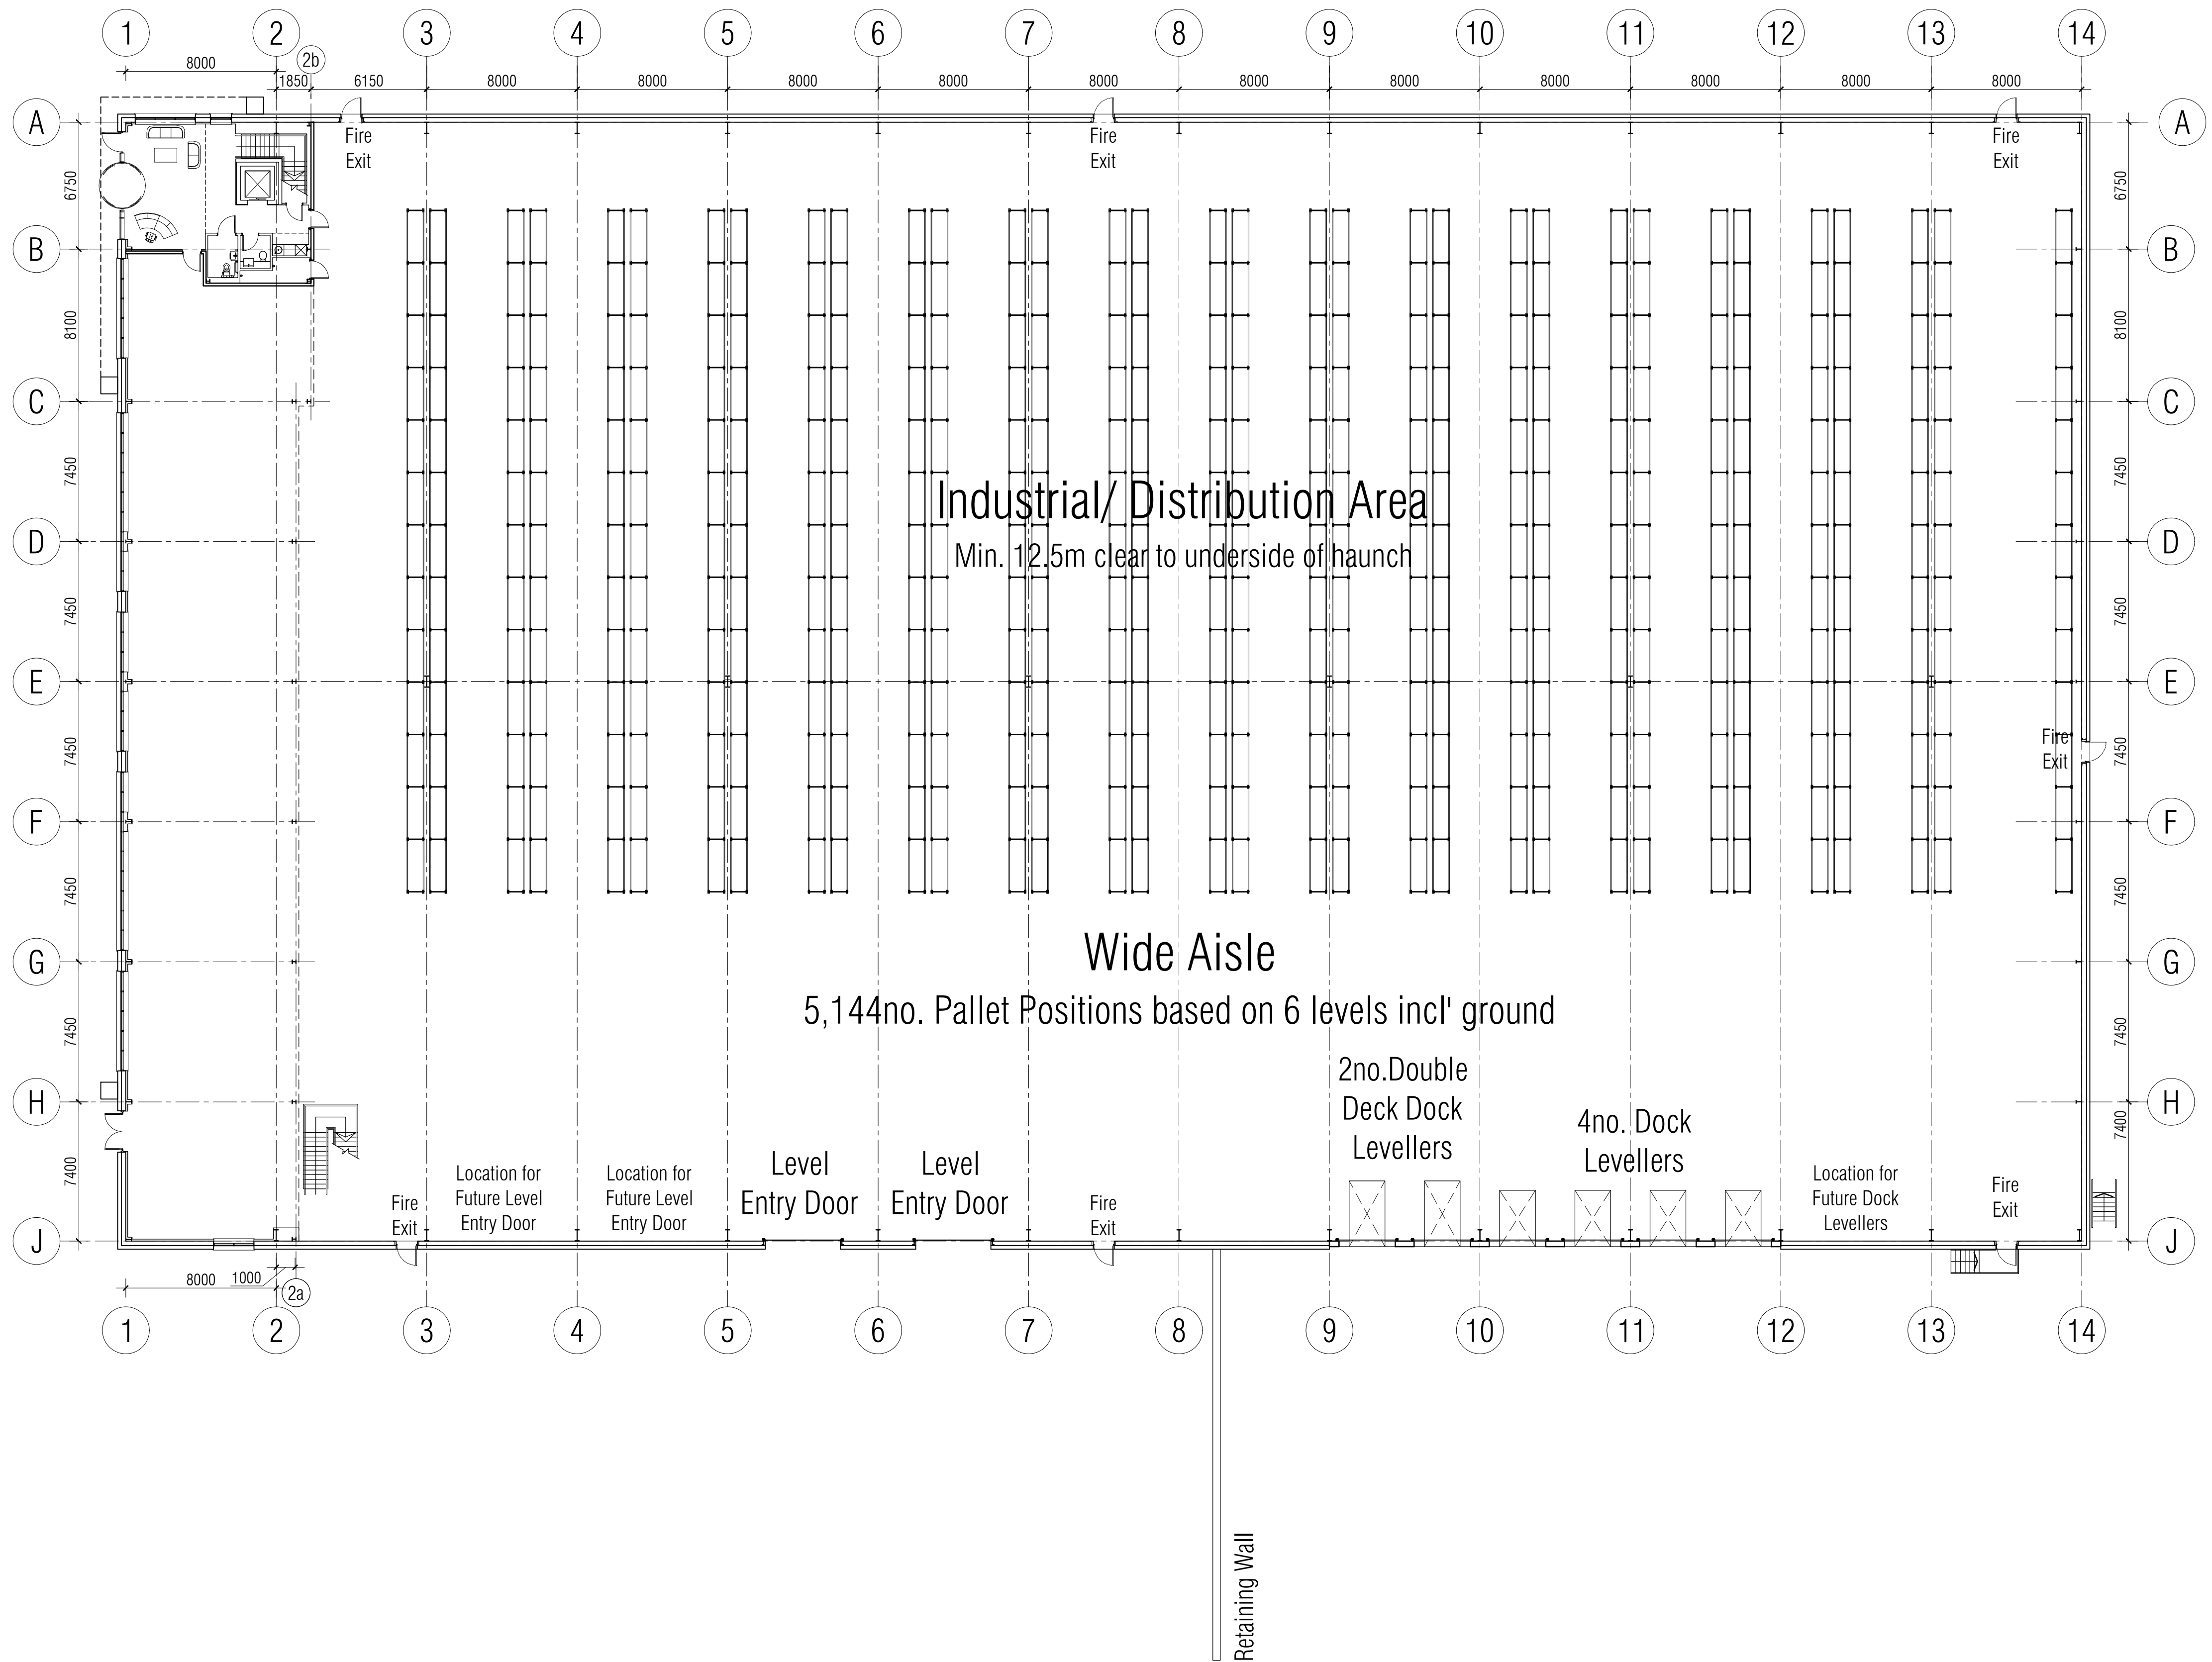 1 2 3 4 5 6 7 8 9 10 11 12 13 14
2b
8000
1850 6150 8000 8000 8000 8000 8000 8000 8000 8000 8000 8000 8000
A A
Fire Fire Fire
Exit Exit Exit
6750 6750
B B
8100 8100
C C
7450 7450
Industrial/ Distribution Area
D D
Min. 12.5m clear to underside of haunch
7450 7450
E E
Fire
Exit
7450 7450
F F
7450 7450
Wide Aisle
G G
5,144no. Pallet Positions based on 6 levels incl' ground
7450 7450
2no.Double
Deck Dock
Levellers
H H
4no. Dock
Levellers
7400 7400
Fire
Exit
Location for
Future Level
Entry Door
Location for
Future Level
Entry Door
Level
Entry Door
Level
Entry Door
Fire
Exit
Location for
Future Dock
Levellers
Fire
Exit
J J
8000 1000
2a
1 2 3 4 5 6 7 8 9 10 11 12 13 14
Retaining Wall